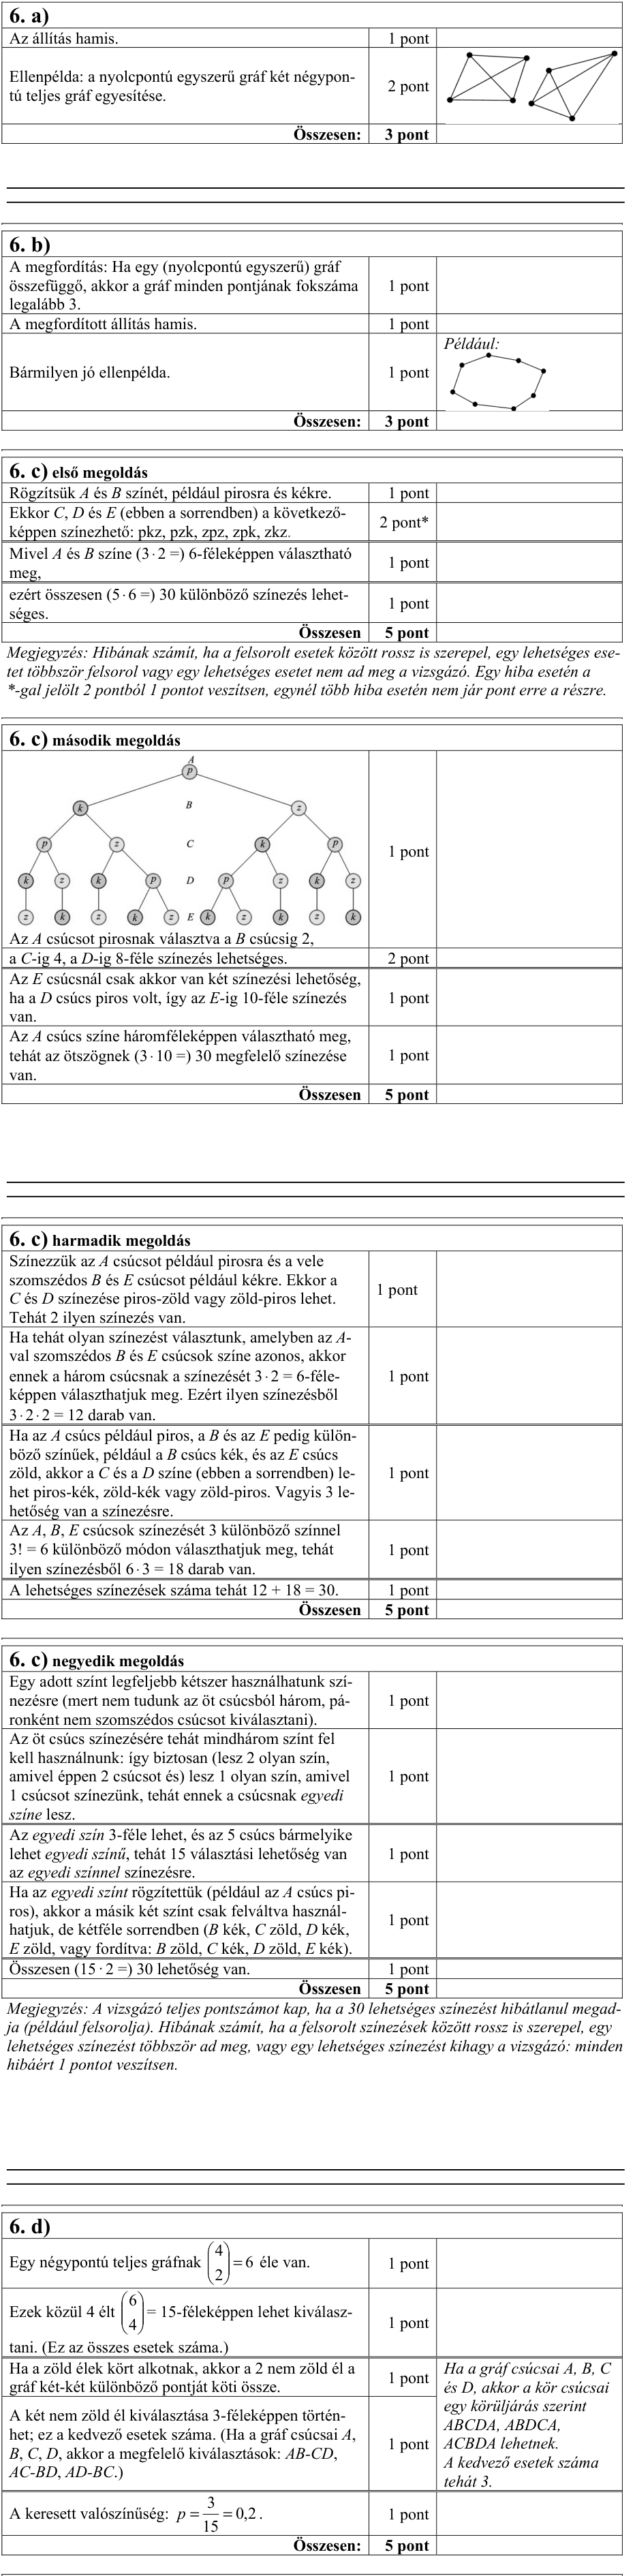 6. a)
Az állítás hamis. 1 pont
Ellenpélda: a nyolcpontú egyszerű gráf két négypon-
tú teljes gráf egyesítése. 2 pont
Összesen: 3 pont
6. b)
A megfordítás: Ha egy (nyolcpontú egyszerű) gráf
összefüggő, akkor a gráf minden pontjának fokszáma
legalább 3. 1 pont
A megfordított állítás hamis. 1 pont
Bármilyen jó ellenpélda. 1 pont Például:
Összesen: 3 pont
6. c) első megoldás
Rögzítsük A és B színét, például pirosra és kékre. 1 pont
Ekkor C, D és E (ebben a sorrendben) a következő-
képpen színezhető: pkz, pzk, zpz, zpk, zkz. 2 pont*
Mivel A és B színe (3·2 =) 6-féleképpen választható
meg, 1 pont
ezért összesen (5·6 =) 30 különböző színezés lehet-
séges. 1 pont
Összesen 5 pont
Megjegyzés: Hibának számít, ha a felsorolt esetek között rossz is szerepel, egy lehetséges ese-
tet többször felsorol vagy egy lehetséges esetet nem ad meg a vizsgázó. Egy hiba esetén a
*-gal jelölt 2 pontból 1 pontot veszítsen, egynél több hiba esetén nem jár pont erre a részre.
6. c) második megoldás
A
p
k B z
p z C k p
k z k p D p z k z
z k z k z E k z k z k
Az A csúcsot pirosnak választva a B csúcsig 2, 1 pont
a C-ig 4, a D-ig 8-féle színezés lehetséges. 2 pont
Az E csúcsnál csak akkor van két színezési lehetőség,
ha a D csúcs piros volt, így az E-ig 10-féle színezés
van. 1 pont
Az A csúcs színe háromféleképpen választható meg,
tehát az ötszögnek (3·10 =) 30 megfelelő színezése
van. 1 pont
Összesen 5 pont
6. c) harmadik megoldás
Színezzük az A csúcsot például pirosra és a vele
szomszédos B és E csúcsot például kékre. Ekkor a
C és D színezése piros-zöld vagy zöld-piros lehet.
Tehát 2 ilyen színezés van. 1 pont
Ha tehát olyan színezést választunk, amelyben az A-
val szomszédos B és E csúcsok színe azonos, akkor
ennek a három csúcsnak a színezését 3·2 = 6-féle-
képpen választhatjuk meg. Ezért ilyen színezésből
3·2·2 = 12 darab van. 1 pont
Ha az A csúcs például piros, a B és az E pedig külön-
böző színűek, például a B csúcs kék, és az E csúcs
zöld, akkor a C és a D színe (ebben a sorrendben) le-
het piros-kék, zöld-kék vagy zöld-piros. Vagyis 3 le-
hetőség van a színezésre. 1 pont
Az A, B, E csúcsok színezését 3 különböző színnel
3! = 6 különböző módon választhatjuk meg, tehát
ilyen színezésből 6·3 = 18 darab van. 1 pont
A lehetséges színezések száma tehát 12 + 18 = 30. 1 pont
Összesen 5 pont
6. c) negyedik megoldás
Egy adott színt legfeljebb kétszer használhatunk szí-
nezésre (mert nem tudunk az öt csúcsból három, pá-
ronként nem szomszédos csúcsot kiválasztani). 1 pont
Az öt csúcs színezésére tehát mindhárom színt fel
kell használnunk: így biztosan (lesz 2 olyan szín,
amivel éppen 2 csúcsot és) lesz 1 olyan szín, amivel
1 csúcsot színezünk, tehát ennek a csúcsnak egyedi
színe lesz. 1 pont
Az egyedi szín 3-féle lehet, és az 5 csúcs bármelyike
lehet egyedi színű, tehát 15 választási lehetőség van
az egyedi színnel színezésre. 1 pont
Ha az egyedi színt rögzítettük (például az A csúcs pi-
ros), akkor a másik két színt csak felváltva használ-
hatjuk, de kétféle sorrendben (B kék, C zöld, D kék,
E zöld, vagy fordítva: B zöld, C kék, D zöld, E kék). 1 pont
Összesen (15·2 =) 30 lehetőség van. 1 pont
Összesen 5 pont
Megjegyzés: A vizsgázó teljes pontszámot kap, ha a 30 lehetséges színezést hibátlanul megad-
ja (például felsorolja). Hibának számít, ha a felsorolt színezések között rossz is szerepel, egy
lehetséges színezést többször ad meg, vagy egy lehetséges színezést kihagy a vizsgázó: minden
hibáért 1 pontot veszítsen.
6. d)
Egy négypontú teljes gráfnak (4 2) = 6 éle van. 1 pont
Ezek közül 4 élt (6 4) = 15-féleképpen lehet kiválasz-
tani. (Ez az összes esetek száma.) 1 pont
Ha a zöld élek kört alkotnak, akkor a 2 nem zöld él a
gráf két-két különböző pontját köti össze. 1 pont
A két nem zöld él kiválasztása 3-féleképpen történ-
het; ez a kedvező esetek száma. (Ha a gráf csúcsai A,
B, C, D, akkor a megfelelő kiválasztások: AB-CD,
AC-BD, AD-BC.) 1 pont
Ha a gráf csúcsai A, B, C
és D, akkor a kör csúcsai
egy körüljárás szerint
ABCDA, ABDCA,
ACBDA lehetnek.
A kedvező esetek száma
tehát 3.
A keresett valószínűség: p = 3/15 = 0,2. 1 pont
Összesen: 5 pont